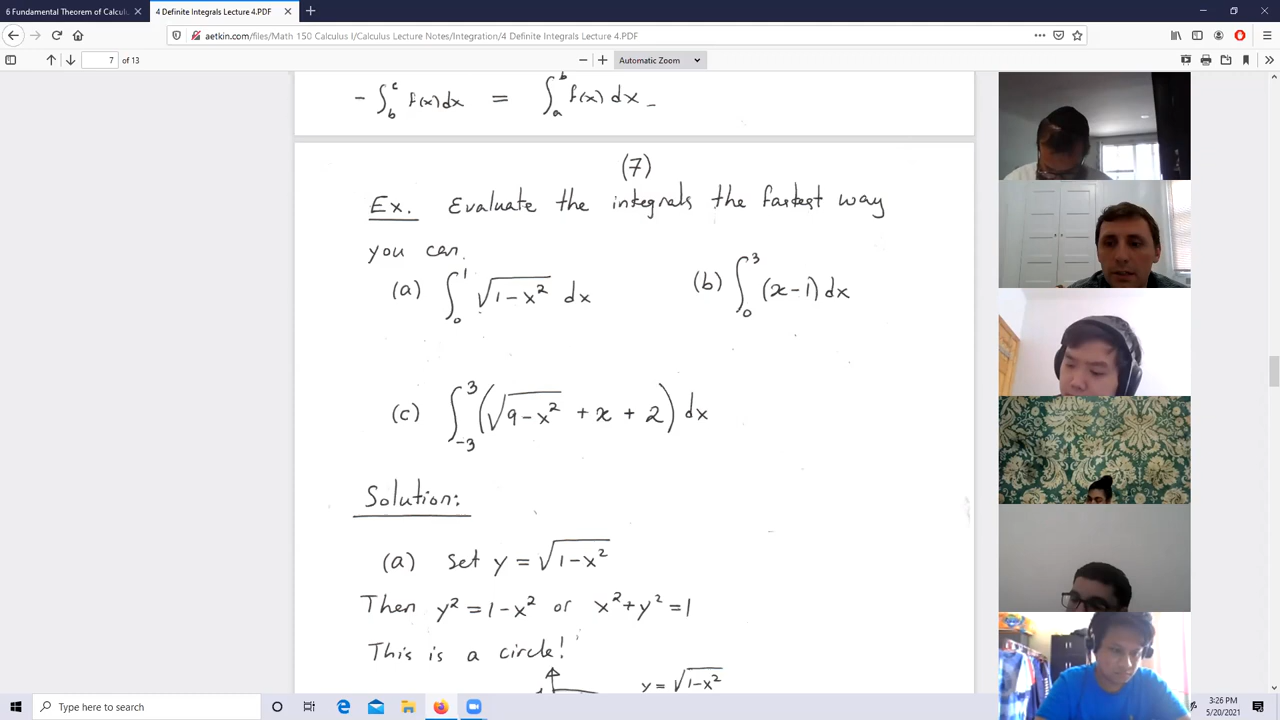 6 Fundamental Theorem of Calcul
4 Definite Integrals Lecture 4.PDF
aetkin.com/files/Math 150 Calculus I/Calculus Lecture Notes/Integration/4 Definite Integrals Lecture 4.PDF
7 of 13
Automatic Zoom
- ∫_b^c f(x)dx = ∫_a^b f(x) dx
(7)
Ex. Evaluate the integrals the fastest way
you can.
(a) ∫_0^1 √(1-x²) dx (b) ∫_0^3 (x-1) dx
(c) ∫_{-3}^3 (√(9-x²) + x + 2) dx
Solution:
(a) Set y = √(1-x²)
Then y² = 1-x² or x²+y² = 1
This is a circle!
y = √(1-x²)
Type here to search
3:26 PM
5/20/2021